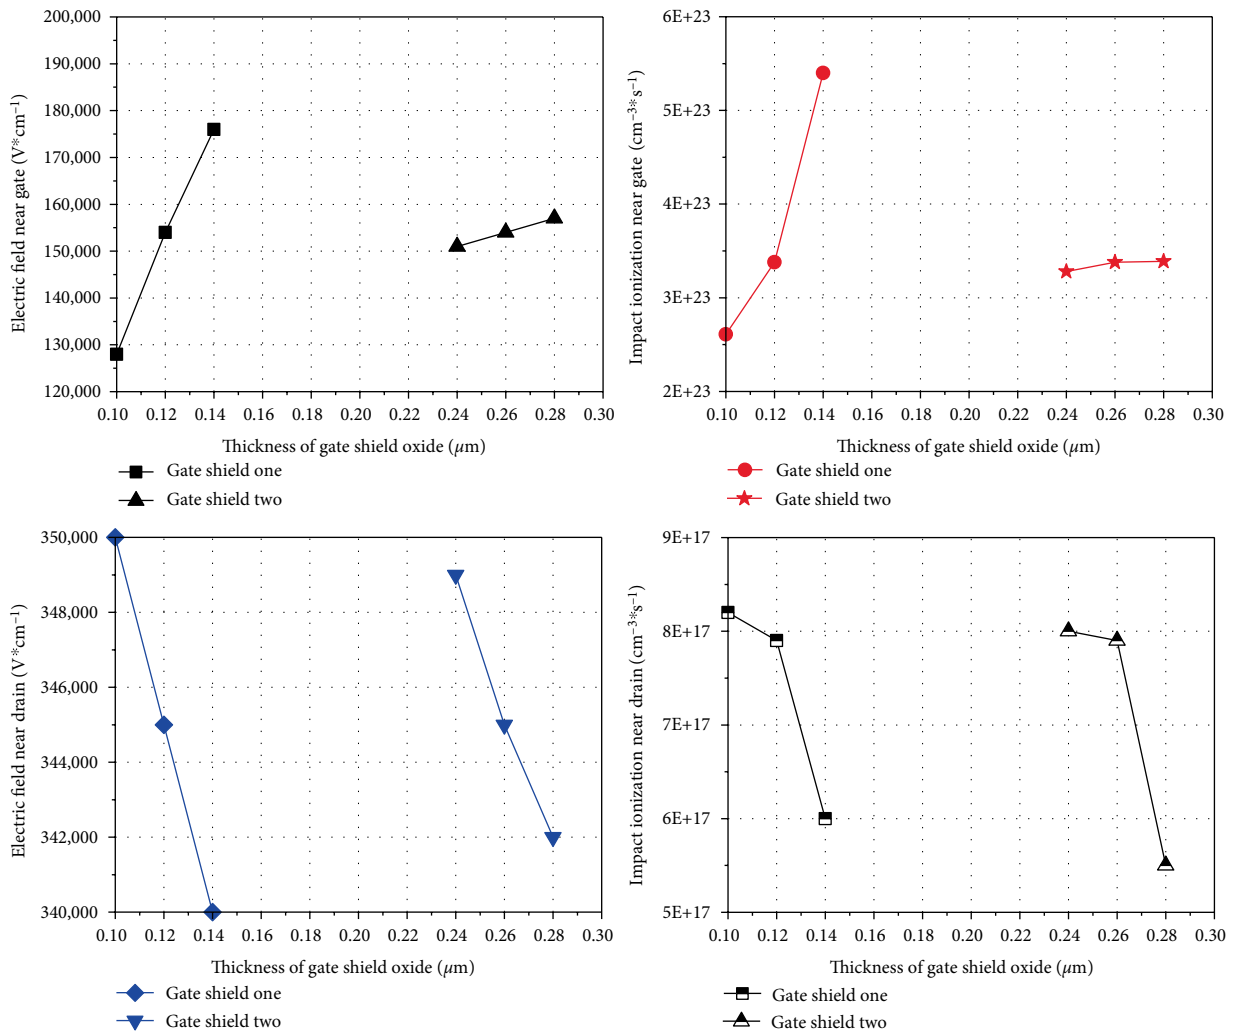 Electric field near gate (V*cm⁻¹)
200,000
190,000
180,000
170,000
160,000
150,000
140,000
130,000
120,000
0.10 0.12 0.14 0.16 0.18 0.20 0.22 0.24 0.26 0.28 0.30
Thickness of gate shield oxide (μm)
Gate shield one
Gate shield two
Impact ionization near gate (cm⁻³*s⁻¹)
6E+23
5E+23
4E+23
3E+23
2E+23
0.10 0.12 0.14 0.16 0.18 0.20 0.22 0.24 0.26 0.28 0.30
Thickness of gate shield oxide (μm)
Gate shield one
Gate shield two
Electric field near drain (V*cm⁻¹)
350,000
348,000
346,000
344,000
342,000
340,000
0.10 0.12 0.14 0.16 0.18 0.20 0.22 0.24 0.26 0.28 0.30
Thickness of gate shield oxide (μm)
Gate shield one
Gate shield two
Impact ionization near drain (cm⁻³*s⁻¹)
9E+17
8E+17
7E+17
6E+17
5E+17
0.10 0.12 0.14 0.16 0.18 0.20 0.22 0.24 0.26 0.28 0.30
Thickness of gate shield oxide (μm)
Gate shield one
Gate shield two